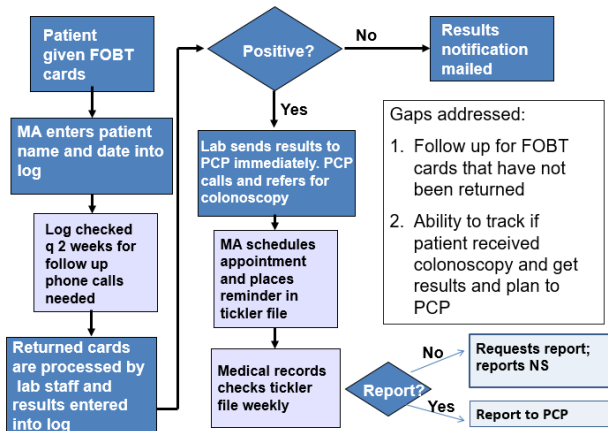 Patient
given FOBT
cards
MA enters patient
name and date into
log
Log checked
q 2 weeks for
follow up
phone calls
needed
Returned cards
are processed by
lab staff and
results entered
into log
Positive?
No
Results
notification
mailed
Yes
Lab sends results to
PCP immediately. PCP
calls and refers for
colonoscopy
MA schedules
appointment
and places
reminder in
tickler file
Medical records
checks tickler
file weekly
Gaps addressed:
1. Follow up for FOBT
cards that have not
been returned
2. Ability to track if
patient received
colonoscopy and get
results and plan to
PCP
Report?
No
Requests report;
reports NS
Yes
Report to PCP